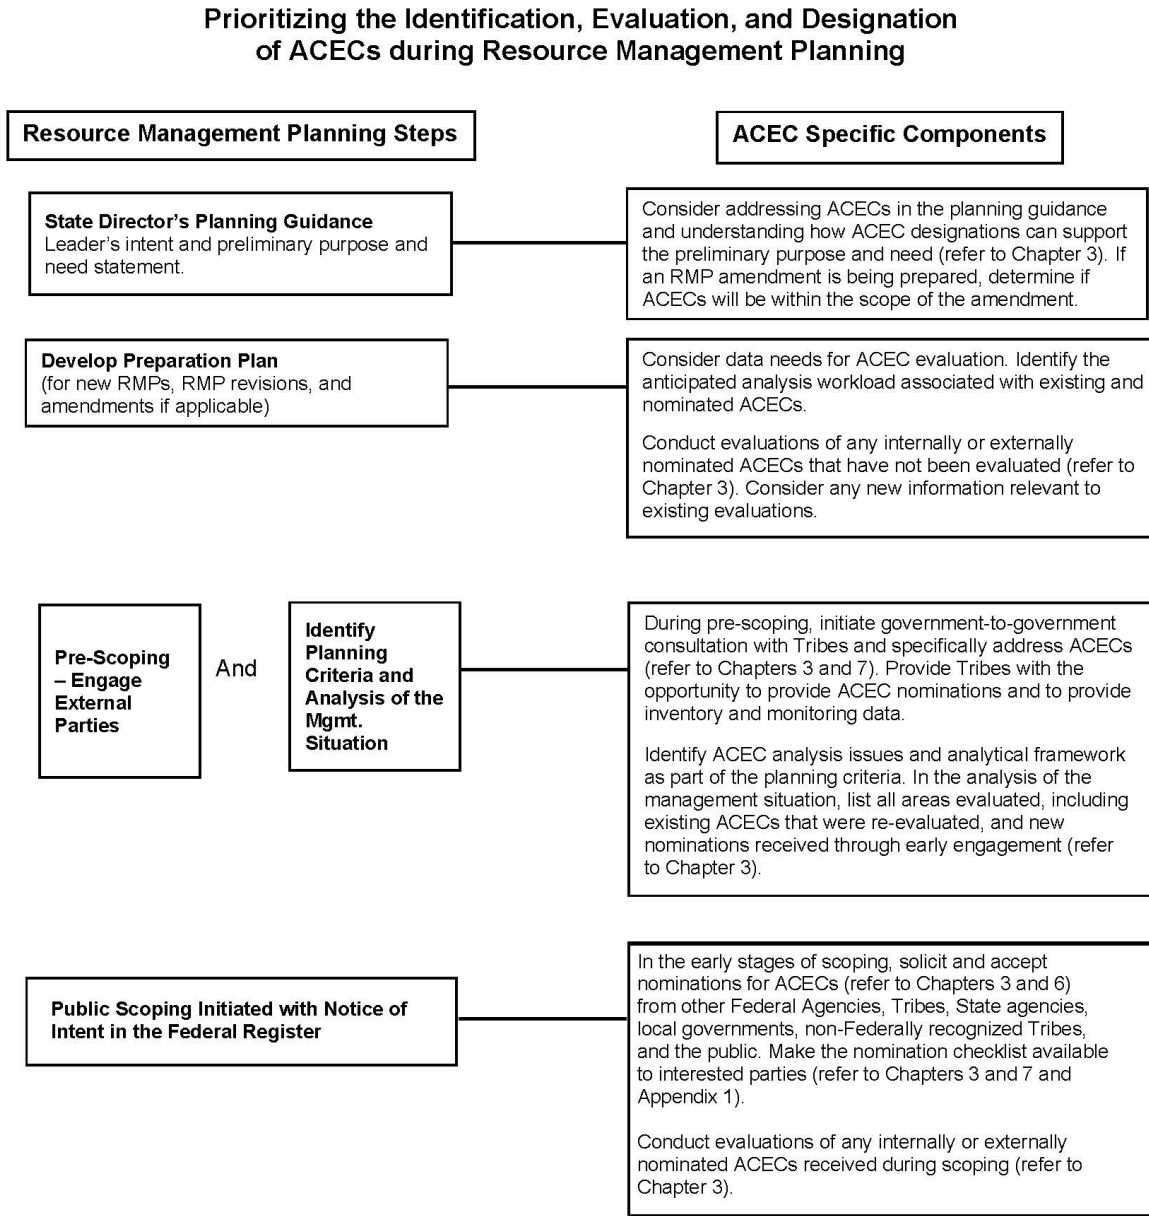 Prioritizing the Identification, Evaluation, and Designation
of ACECs during Resource Management Planning
Resource Management Planning Steps
ACEC Specific Components
State Director's Planning Guidance
Leader's intent and preliminary purpose and
need statement.
Consider addressing ACECs in the planning guidance
and understanding how ACEC designations can support
the preliminary purpose and need (refer to Chapter 3). If
an RMP amendment is being prepared, determine if
ACECs will be within the scope of the amendment.
Develop Preparation Plan
(for new RMPs, RMP revisions, and
amendments if applicable)
Consider data needs for ACEC evaluation. Identify the
anticipated analysis workload associated with existing and
nominated ACECs.
Conduct evaluations of any internally or externally
nominated ACECs that have not been evaluated (refer to
Chapter 3). Consider any new information relevant to
existing evaluations.
Pre-Scoping
– Engage
External
Parties
And
Identify
Planning
Criteria and
Analysis of the
Mgmt.
Situation
During pre-scoping, initiate government-to-government
consultation with Tribes and specifically address ACECs
(refer to Chapters 3 and 7). Provide Tribes with the
opportunity to provide ACEC nominations and to provide
inventory and monitoring data.
Identify ACEC analysis issues and analytical framework
as part of the planning criteria. In the analysis of the
management situation, list all areas evaluated, including
existing ACECs that were re-evaluated, and new
nominations received through early engagement (refer
to Chapter 3).
Public Scoping Initiated with Notice of
Intent in the Federal Register
In the early stages of scoping, solicit and accept
nominations for ACECs (refer to Chapters 3 and 6)
from other Federal Agencies, Tribes, State agencies,
local governments, non-Federally recognized Tribes,
and the public. Make the nomination checklist available
to interested parties (refer to Chapters 3 and 7 and
Appendix 1).
Conduct evaluations of any internally or externally
nominated ACECs received during scoping (refer to
Chapter 3).